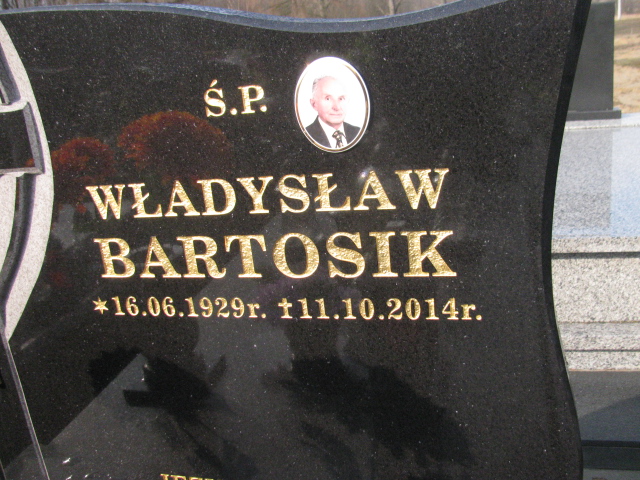 Ś.P.
WŁADYSŁAW
BARTOSIK
*16.06.1929r. ✝11.10.2014r.